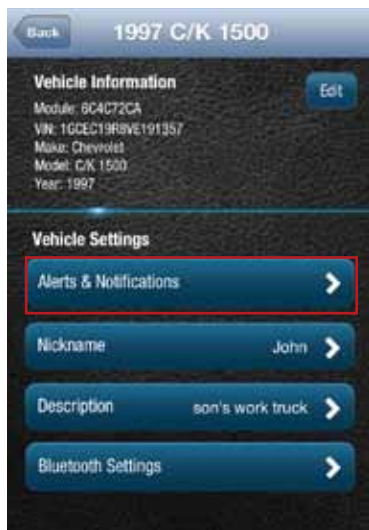 Back
1997 C/K 1500
Vehicle Information
Edit
Module: 6C4C72CA
VIN: 1GCEC19R8VE191357
Make: Chevrolet
Model: C/K 1500
Year: 1997
Vehicle Settings
Alerts & Notifications
Nickname John
Description son's work truck
Bluetooth Settings